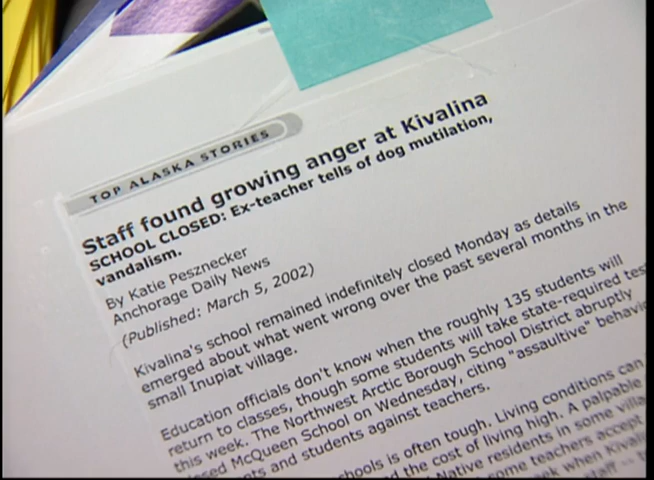 TOP ALASKA STORIES
Staff found growing anger at Kivalina
SCHOOL CLOSED: Ex-teacher tells of dog mutilation,
vandalism.
By Katie Pesznecker
Anchorage Daily News
(Published: March 5, 2002)
Kivalina's school remained indefinitely closed Monday as details
emerged about what went wrong over the past several months in the
small Inupiat village.
Education officials don't know when the roughly 135 students will
return to classes, though some students will take state-required
this week. The Northwest Arctic Borough School District abruptly
McQueen School on Wednesday, citing "assaultive"
and students against teachers.
is often tough. Living conditions can
the cost of living high. A palpable
Native residents in some
some teachers accept
when